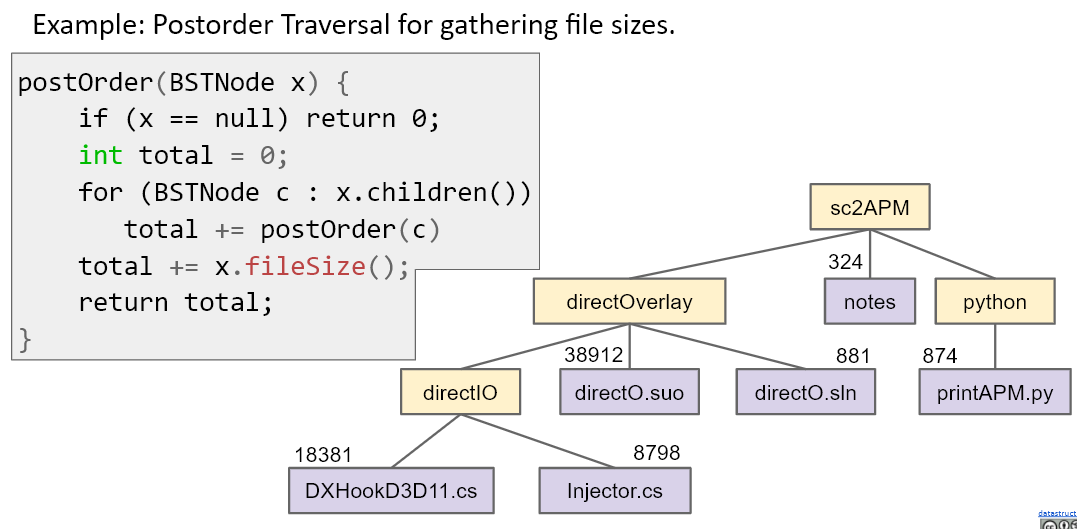 Example: Postorder Traversal for gathering file sizes.
postOrder(BSTNode x) {
if (x == null) return 0;
int total = 0;
for (BSTNode c : x.children())
total += postOrder(c)
total += x.fileSize();
return total;
}
sc2APM
324
directOverlay
notes
python
38912
881
874
directIO
directO.suo
directO.sln
printAPM.py
18381
8798
DXHookD3D11.cs
Injector.cs
datastruct